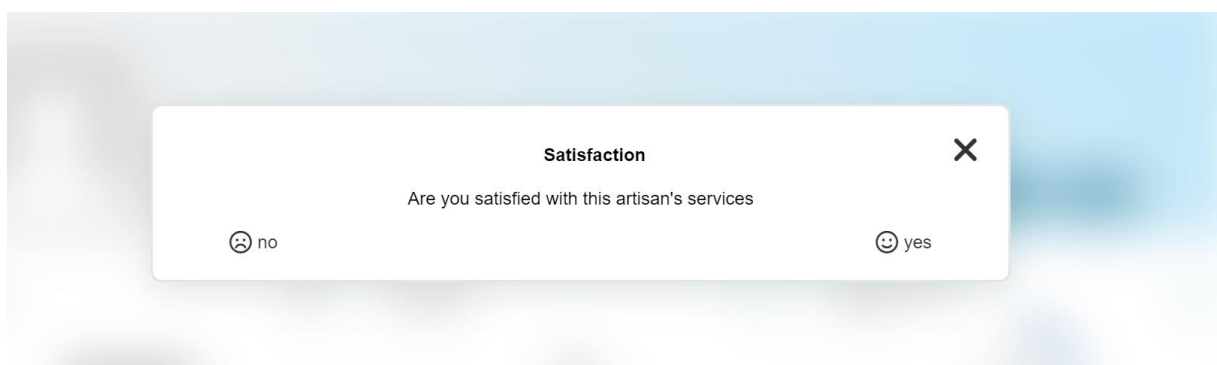 Satisfaction
Are you satisfied with this artisan's services
no
yes